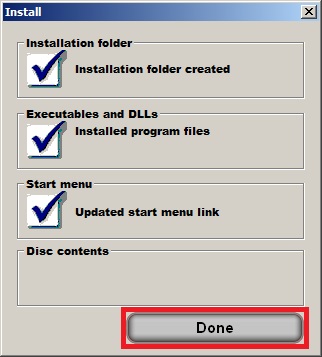 Install
Installation folder
Installation folder created
Executables and DLLs
Installed program files
Start menu
Updated start menu link
Disc contents
Done